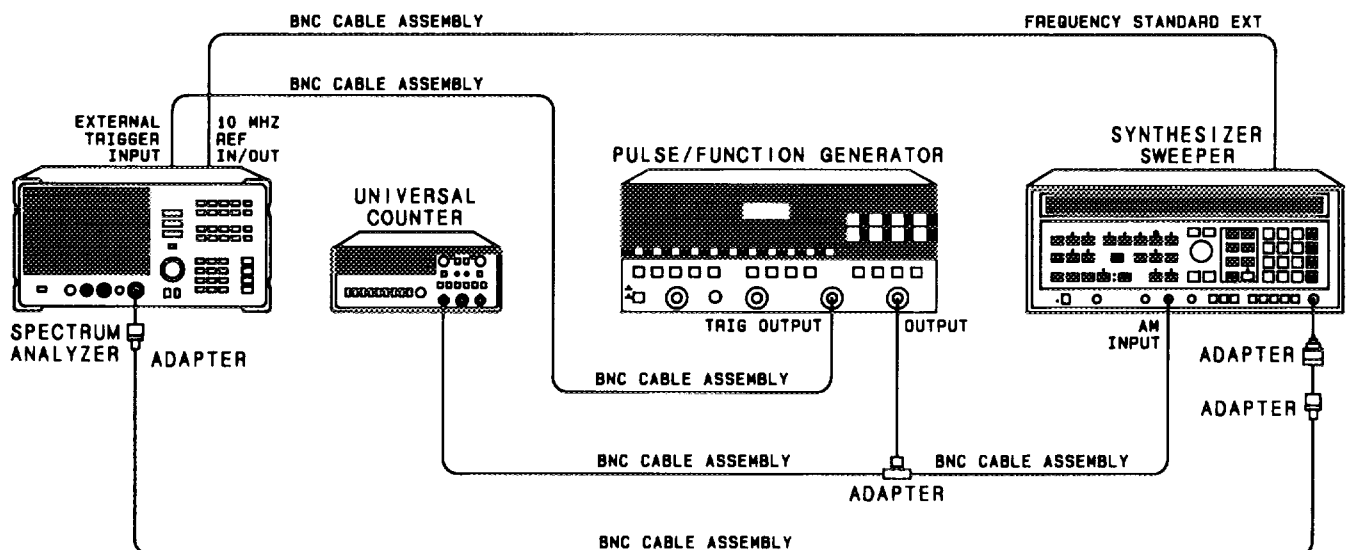 BNC CABLE ASSEMBLY
FREQUENCY STANDARD EXT
BNC CABLE ASSEMBLY
EXTERNAL
TRIGGER
INPUT
10 MHZ
REF
IN/OUT
SYNTHESIZER
SWEEPER
PULSE/FUNCTION GENERATOR
UNIVERSAL
COUNTER
SPECTRUM
ANALYZER
ADAPTER
TRIG OUTPUT
OUTPUT
AM
INPUT
ADAPTER
BNC CABLE ASSEMBLY
ADAPTER
BNC CABLE ASSEMBLY
BNC CABLE ASSEMBLY
ADAPTER
BNC CABLE ASSEMBLY